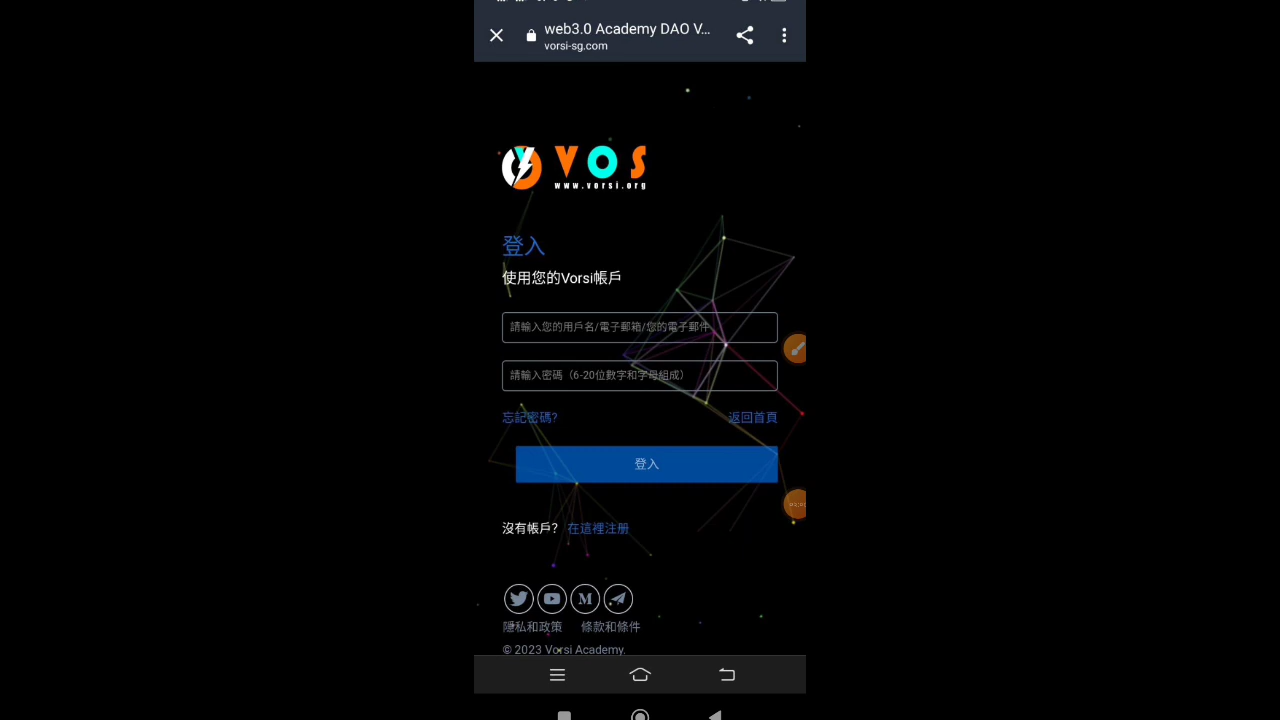 web3.0 Academy DAO V...
vorsi-sg.com
VOS
www.vorsi.org
登入
使用您的Vorsi帳戶
請輸入您的用戶名/電子郵箱/您的電子郵件
請輸入密碼（6-20位數字和字母組成）
忘記密碼? 返回首頁
登入
沒有帳戶? 在這裡注册
隱私和政策 條款和條件
© 2023 Vorsi Academy.